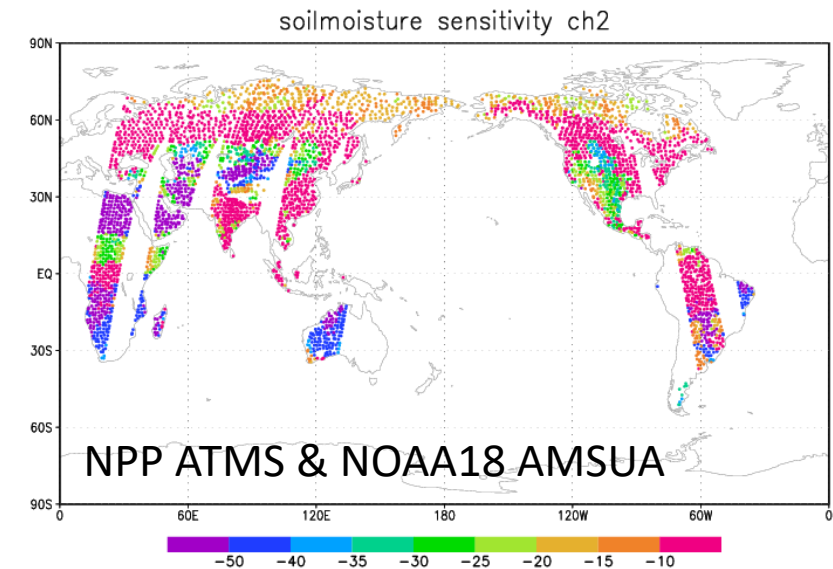 soilmoisture sensitivity ch2
90N
60N
30N
EQ
30S
60S
90S
NPP ATMS & NOAA18 AMSUA
0 60E 120E 180 120W 60W 0
-50 -40 -35 -30 -25 -20 -15 -10